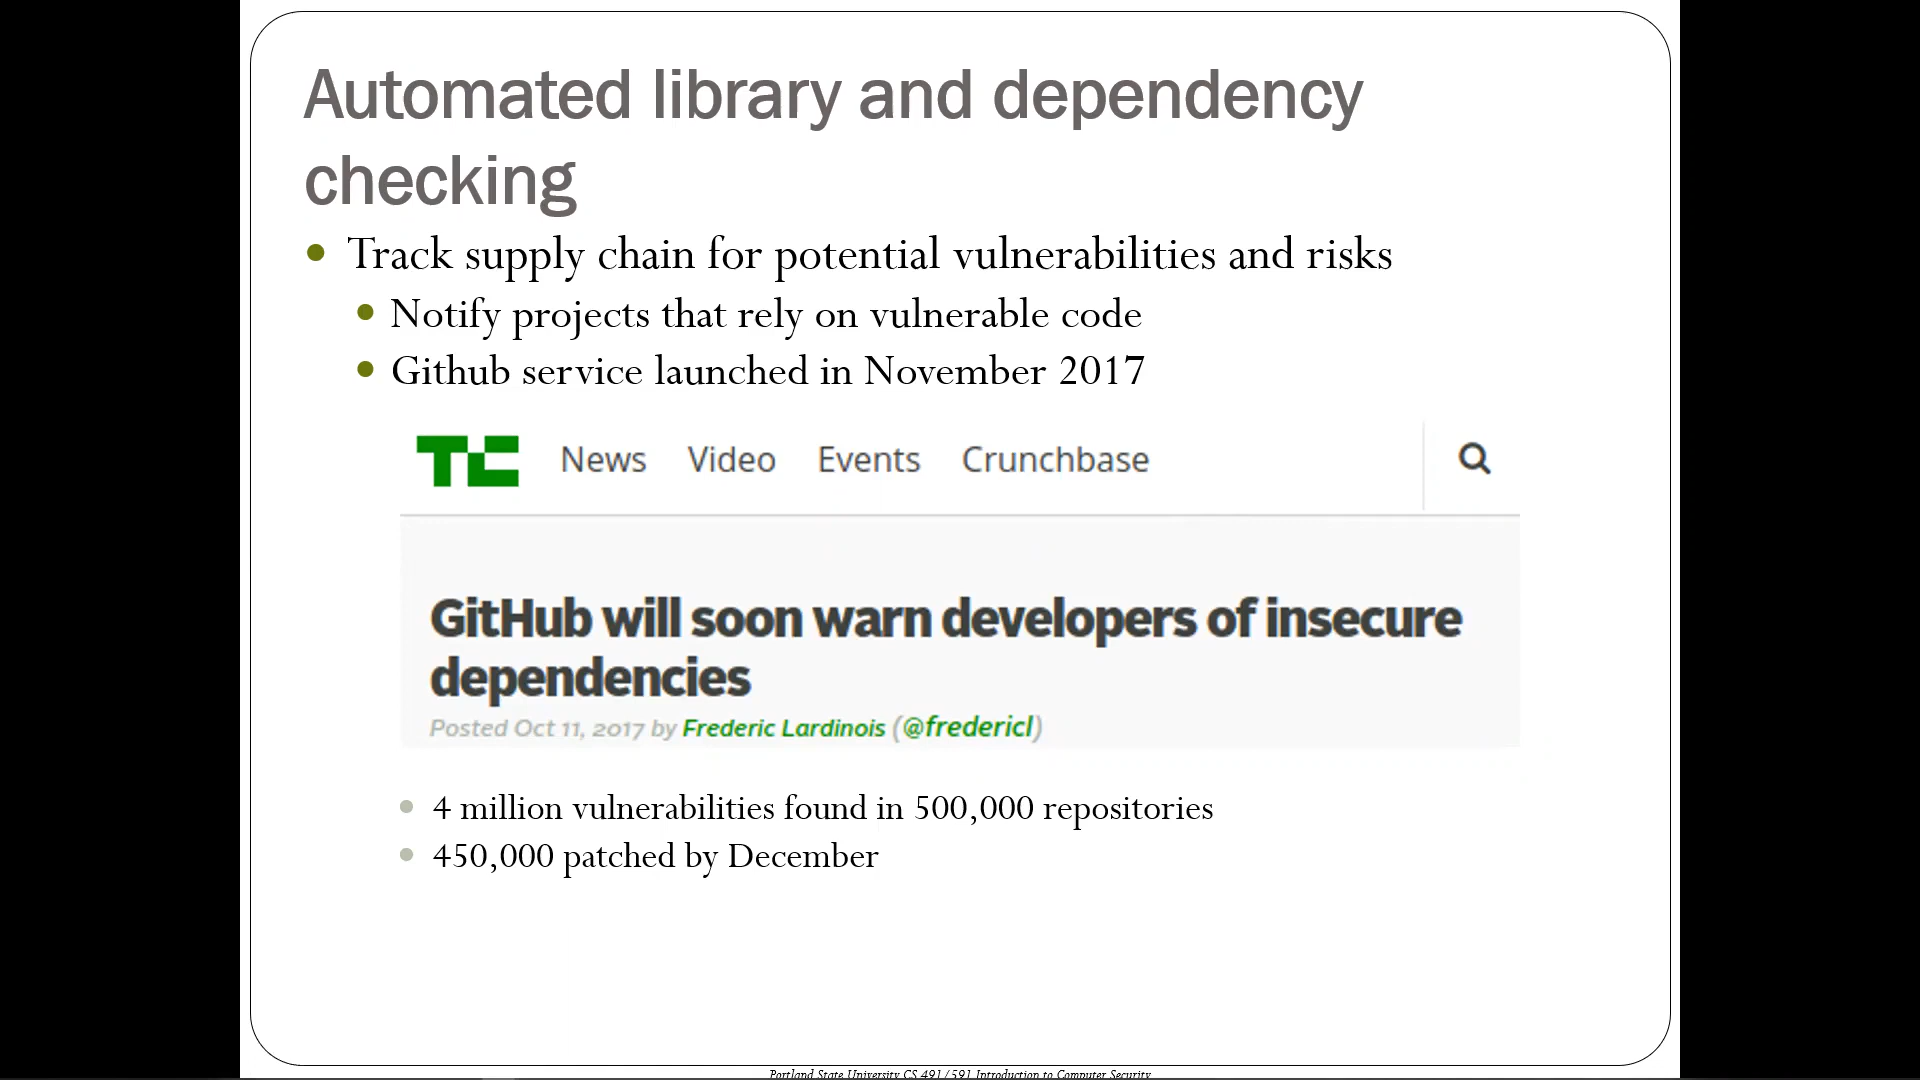 Automated library and dependency
checking
Track supply chain for potential vulnerabilities and risks
Notify projects that rely on vulnerable code
Github service launched in November 2017
TC News Video Events Crunchbase
GitHub will soon warn developers of insecure
dependencies
Posted Oct 11, 2017 by Frederic Lardinois (@fredericl)
4 million vulnerabilities found in 500,000 repositories
450,000 patched by December
Portland State University CS 491/591 Introduction to Computer Security